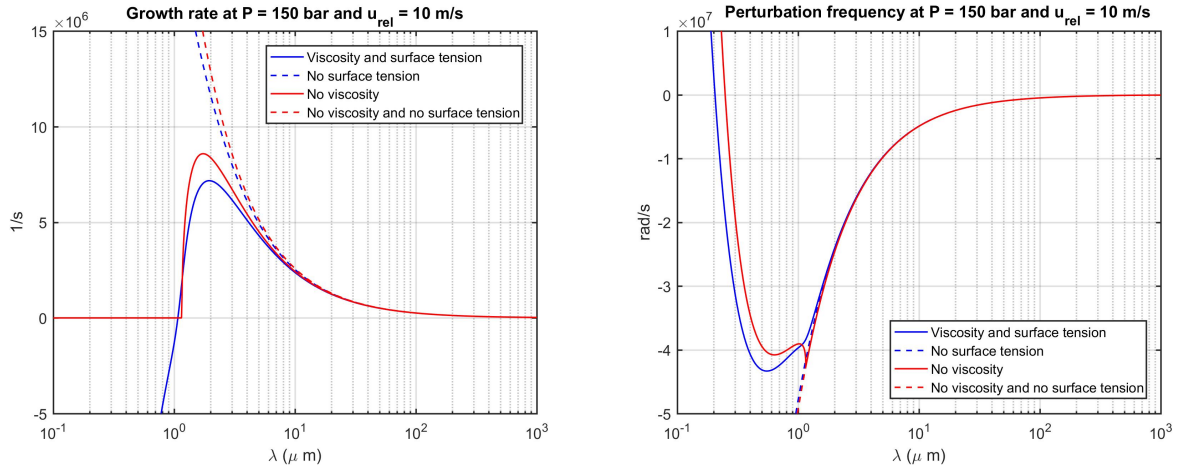 Growth rate at P = 150 bar and u_rel = 10 m/s
×10^6
15
10
5
0
-5
1/s
10^-1
10^0
10^1
10^2
10^3
λ (μ m)
Viscosity and surface tension
No surface tension
No viscosity
No viscosity and no surface tension
Perturbation frequency at P = 150 bar and u_rel = 10 m/s
×10^7
1
0
-1
-2
-3
-4
-5
rad/s
10^-1
10^0
10^1
10^2
10^3
λ (μ m)
Viscosity and surface tension
No surface tension
No viscosity
No viscosity and no surface tension